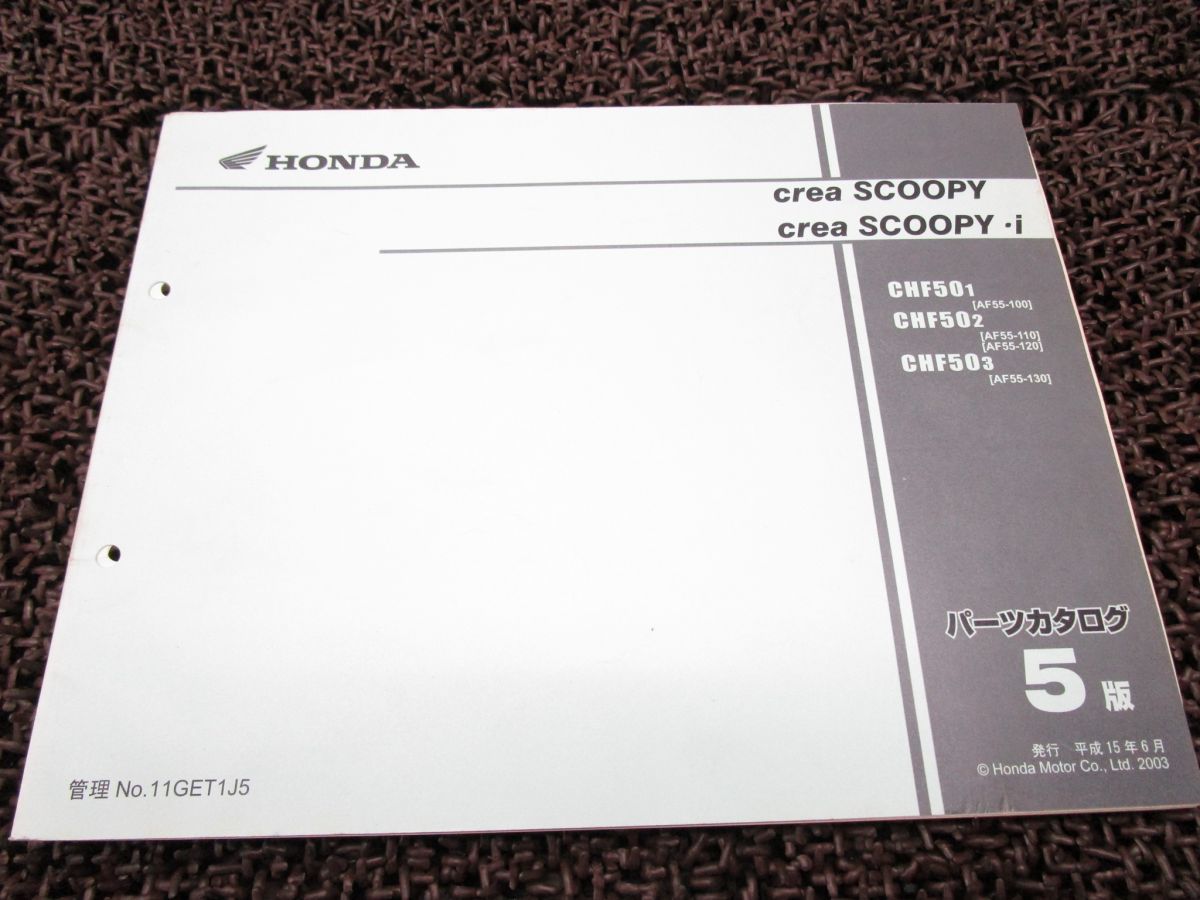 HONDA
crea SCOOPY
crea SCOOPY・i
CHF501
[AF55-100]
CHF502
[AF55-110]
[AF55-120]
CHF503
[AF55-130]
パーツカタログ
5版
発行 平成15年6月
© Honda Motor Co., Ltd. 2003
管理 No.11GET1J5